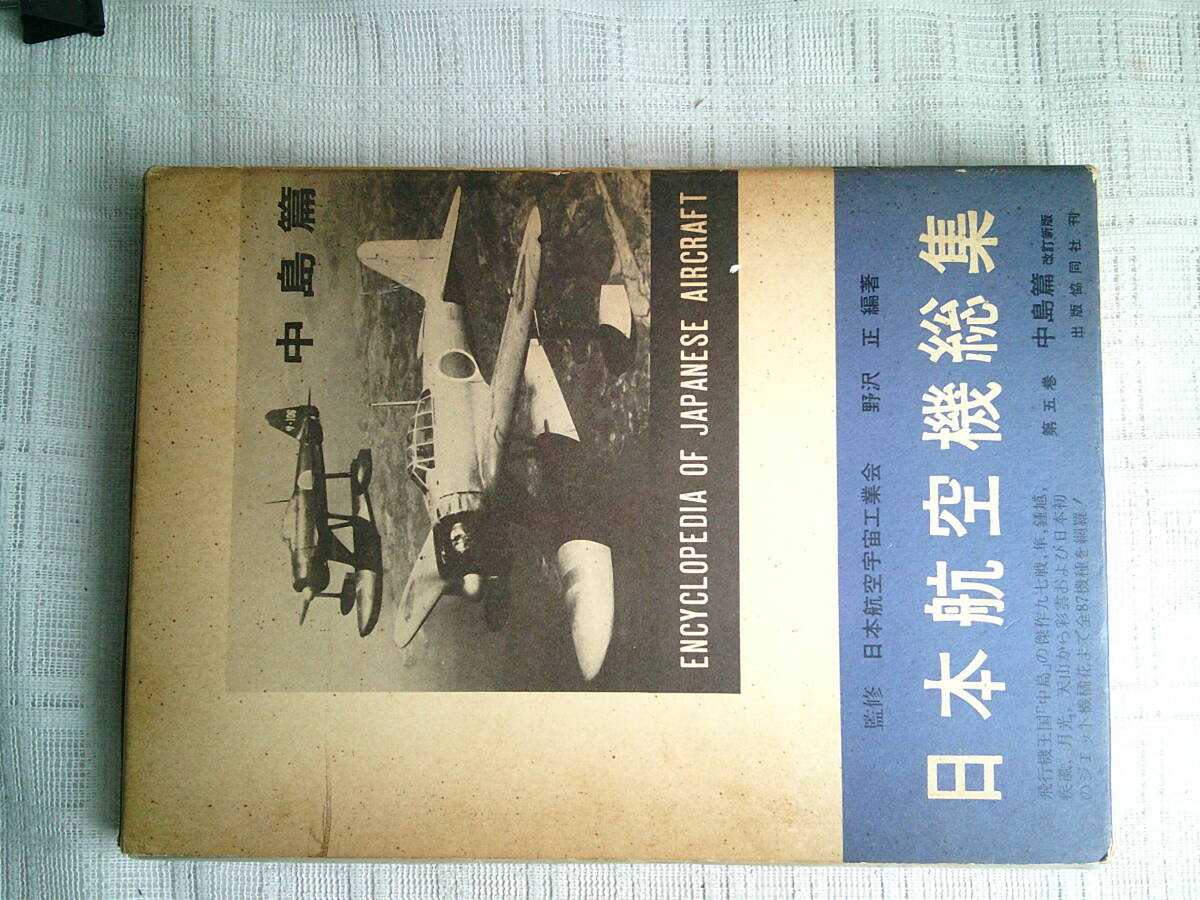 中島篇
ﾔ-106
ENCYCLOPEDIA OF JAPANESE AIRCRAFT
監修 日本航空宇宙工業会 野沢 正 編著
日本航空機総集
第五巻 中島篇 改訂新版
出版協同社刊
飛行機王国「中島」の傑作九七戦，隼，鍾馗，
疾風，月光，天山から彩雲および日本初
のジェット機橘花まで全87機種を網羅！